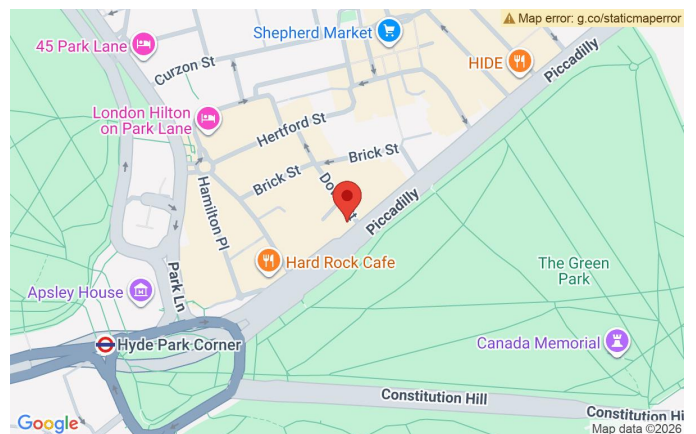 Map error: g.co/staticmaperror
45 Park Lane
Shepherd Market
Curzon St
HIDE
Piccadilly
London Hilton
on Park Lane
Hertford St
Brick St
Brick St
Hamilton Pl
Piccadilly
Hard Rock Cafe
Park Ln
Apsley House
The Green
Park
Hyde Park Corner
Canada Memorial
Constitution Hill
Constitution Hi
Google
Map data ©2026